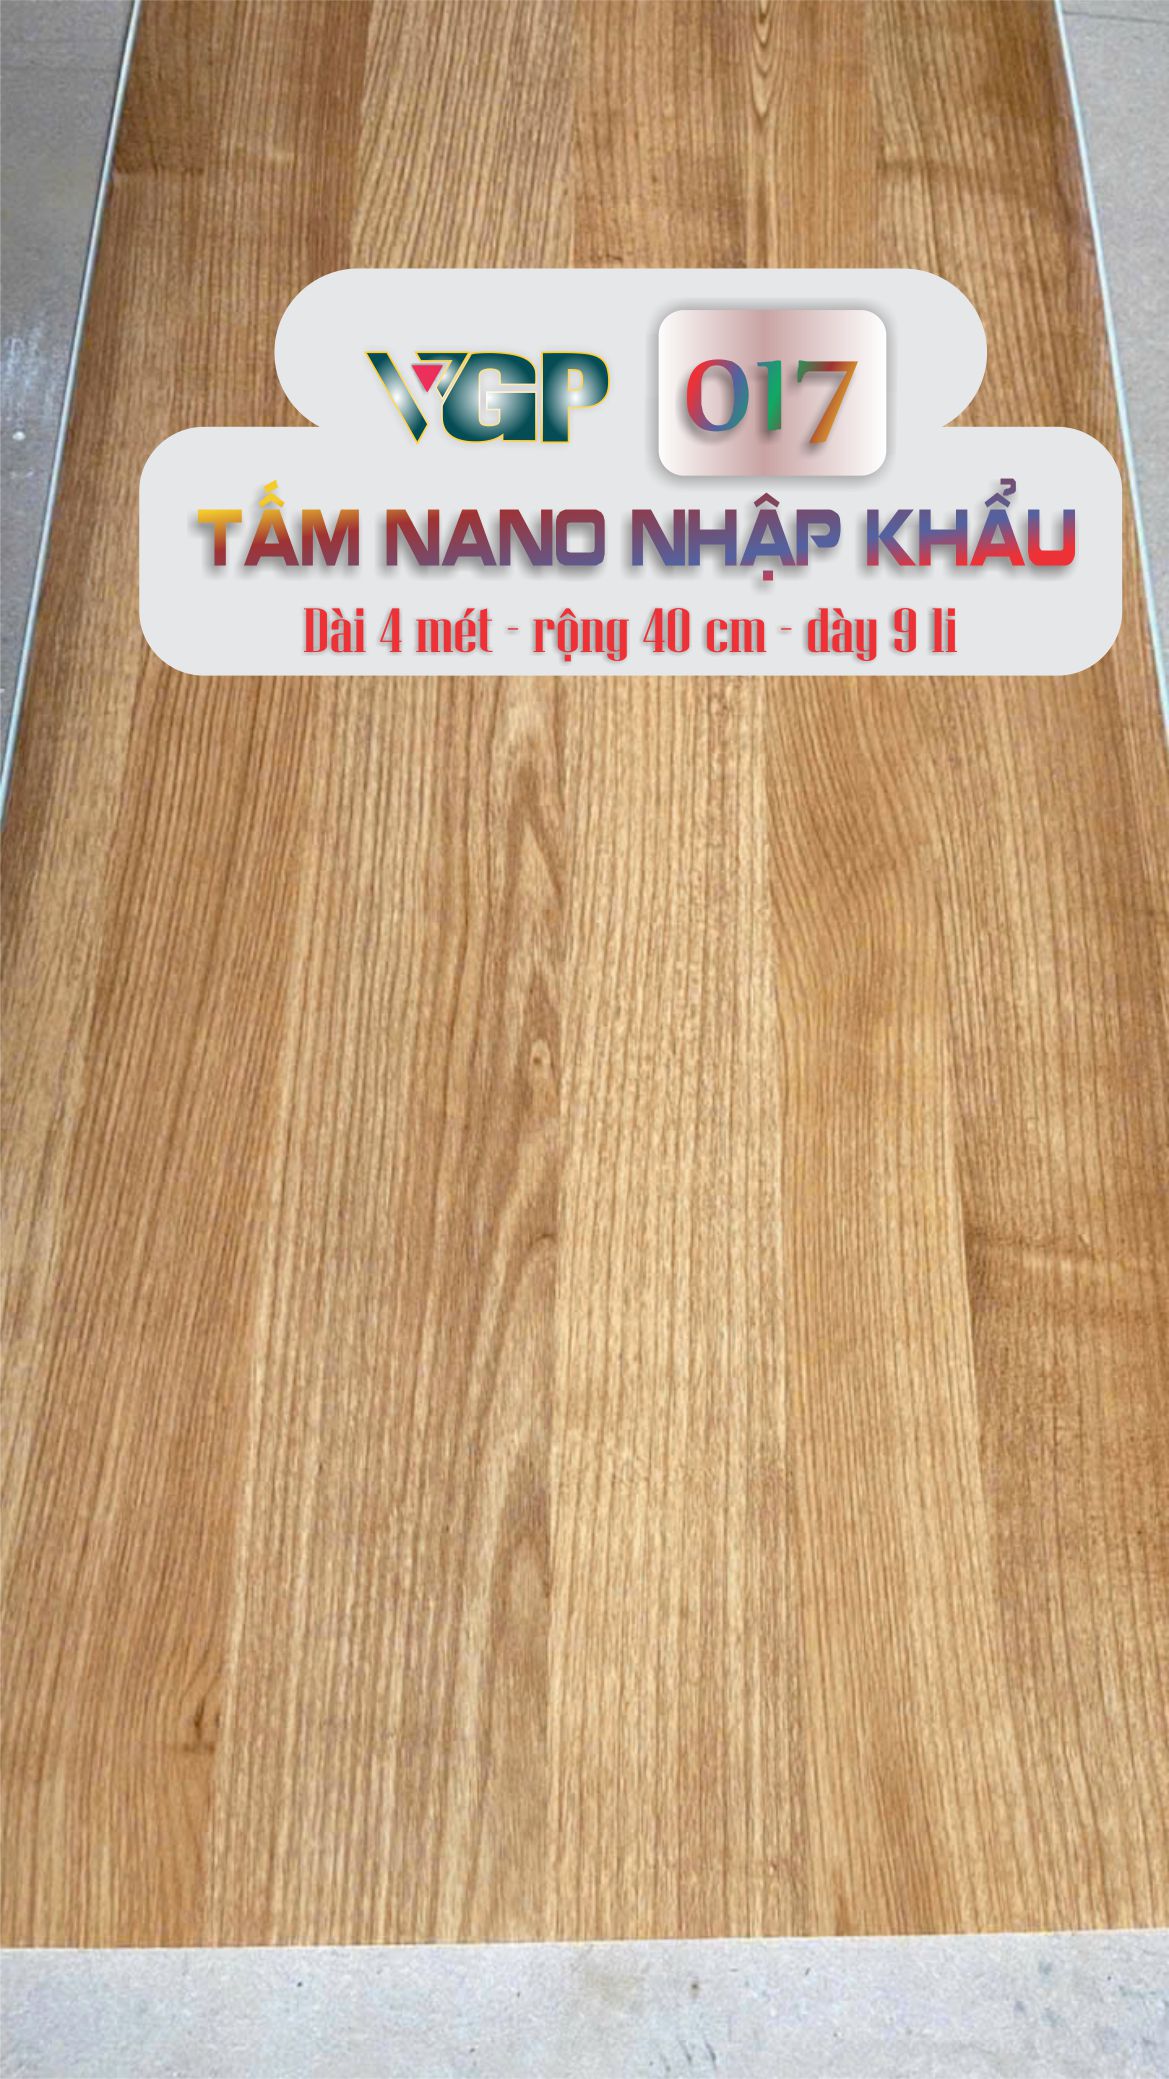 VGP 017
TẤM NANO NHẬP KHẨU
Dài 4 mét - rộng 40 cm - dày 9 li